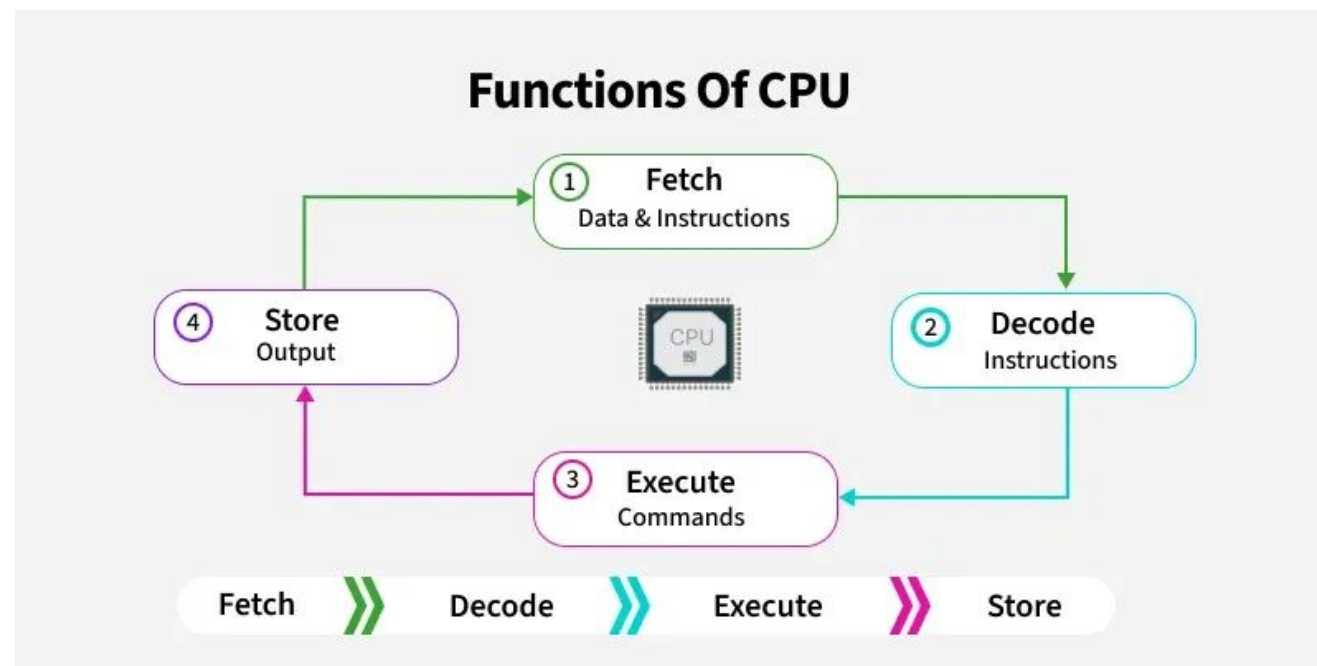 Functions Of CPU
1
Fetch
Data & Instructions
4
Store
Output
CPU
2
Decode
Instructions
3
Execute
Commands
Fetch
Decode
Execute
Store